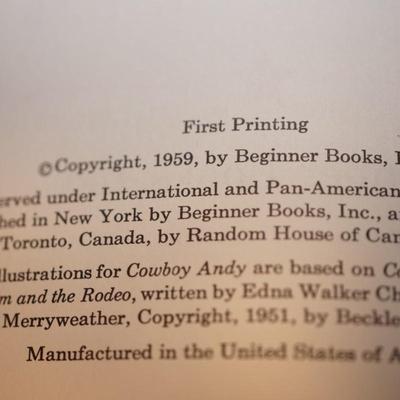 First Printing
©Copyright, 1959, by Beginner Books, I
erved under International and Pan-American
hed in New York by Beginner Books, Inc., a
Toronto, Canada, by Random House of Can
llustrations for Cowboy Andy are based on Co
m and the Rodeo, written by Edna Walker Ch
Merryweather, Copyright, 1951, by Beckle
Manufactured in the United States of A